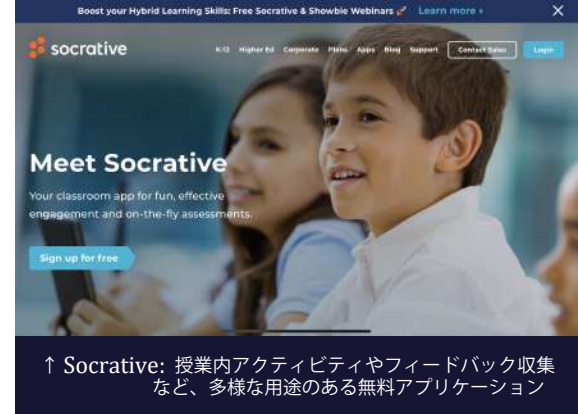 Boost your Hybrid Learning Skills: Free Socrative & Showbie Webinars 🚀 Learn more »
socrative
K-12 Higher Ed Corporate Plans Apps Blog Support Contact Sales Login
Meet Socrative
Your classroom app for fun, effective
engagement and on-the-fly assessments.
Sign up for free
↑ Socrative: 授業内アクティビティやフィードバック収集
など、多様な用途のある無料アプリケーション